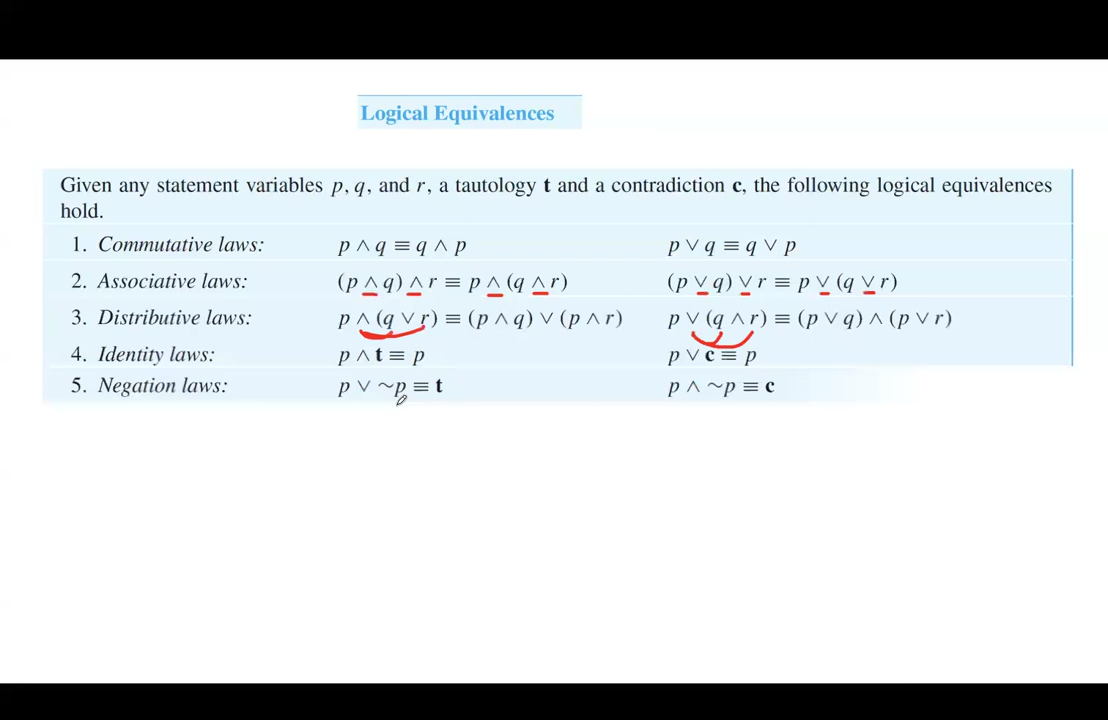 Logical Equivalences
Given any statement variables p, q, and r, a tautology t and a contradiction c, the following logical equivalences
hold.
1. Commutative laws: p ∧ q ≡ q ∧ p p ∨ q ≡ q ∨ p
2. Associative laws: (p ∧ q) ∧ r ≡ p ∧ (q ∧ r) (p ∨ q) ∨ r ≡ p ∨ (q ∨ r)
3. Distributive laws: p ∧ (q ∨ r) ≡ (p ∧ q) ∨ (p ∧ r) p ∨ (q ∧ r) ≡ (p ∨ q) ∧ (p ∨ r)
4. Identity laws: p ∧ t ≡ p p ∨ c ≡ p
5. Negation laws: p ∨ ~p ≡ t p ∧ ~p ≡ c